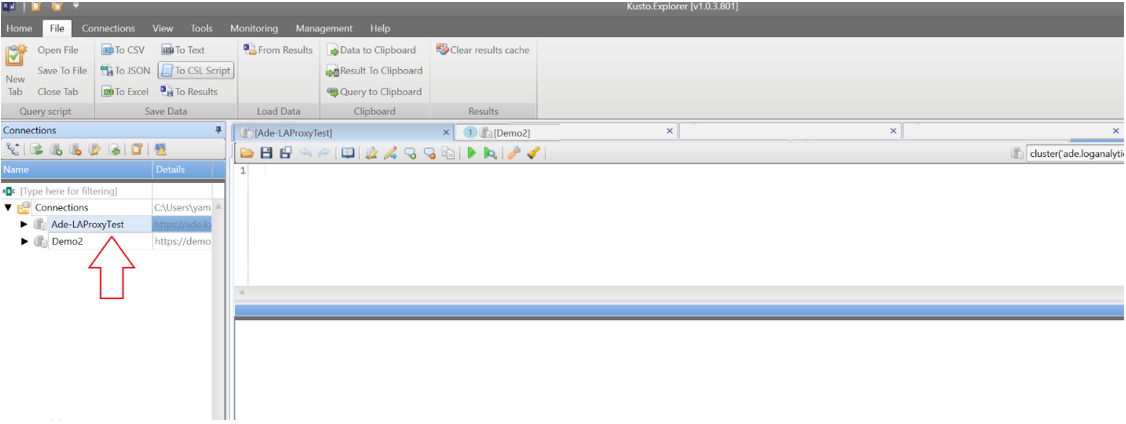 Kusto.Explorer [v1.0.3.801]
Home File Connections View Tools Monitoring Management Help
New Tab
Open File
Save To File
Close Tab
To CSV
To JSON
To Excel
To Text
To CSL Script
To Results
From Results
Data to Clipboard
Result To Clipboard
Query to Clipboard
Clear results cache
Query script Save Data Load Data Clipboard Results
Connections
Name Details
[Type here for filtering]
Connections C:\Users\yam
Ade-LAProxyTest https://ade.lo
Demo2 https://demo
[Ade-LAProxyTest] 1 [Demo2]
cluster('ade.loganalyti
1